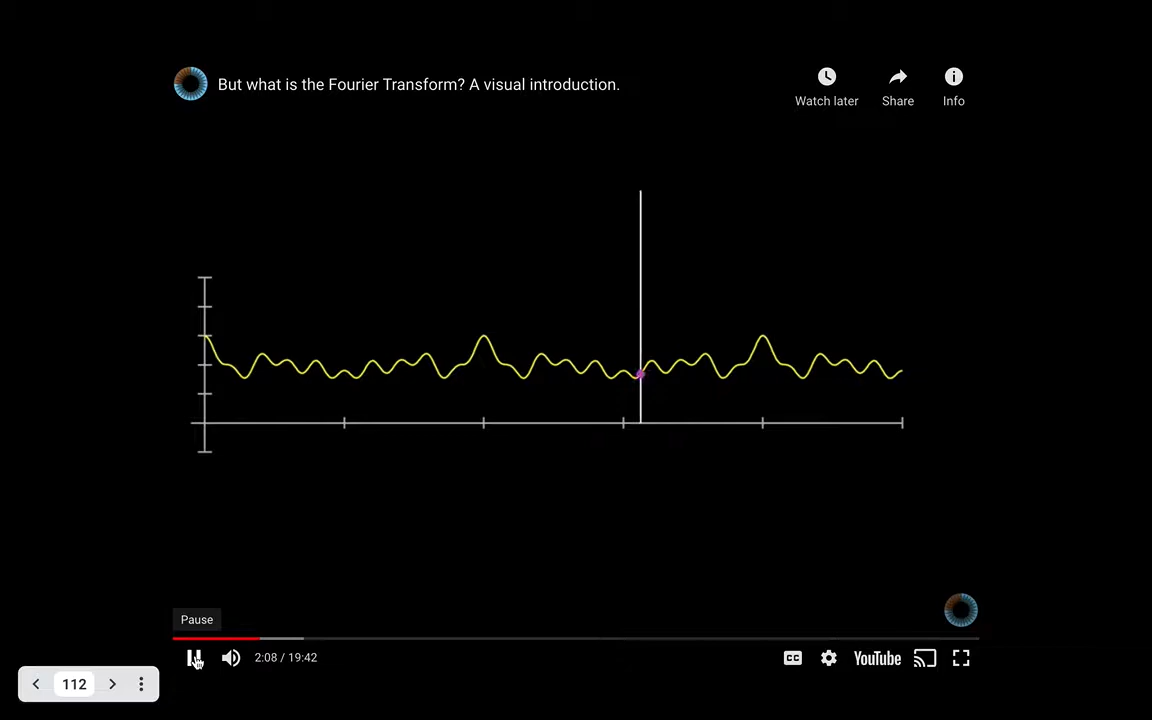 But what is the Fourier Transform? A visual introduction.
Watch later
Share
Info
Pause
2:08 / 19:42
CC
YouTube
112